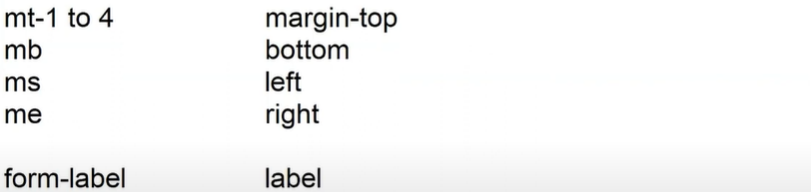 mt-1 to 4 margin-top
mb bottom
ms left
me right
form-label label